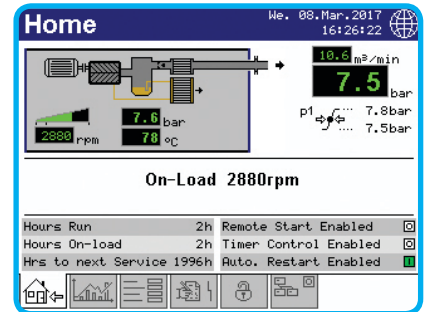 Home
We. 08.Mar.2017
16:26:22
10.6 m³/min
7.5 bar
p1 7.8bar
7.5bar
7.6 bar
2880 rpm 78 °C
On-Load 2880rpm
Hours Run 2h Remote Start Enabled
Hours On-load 2h Timer Control Enabled
Hrs to next Service 1996h Auto. Restart Enabled